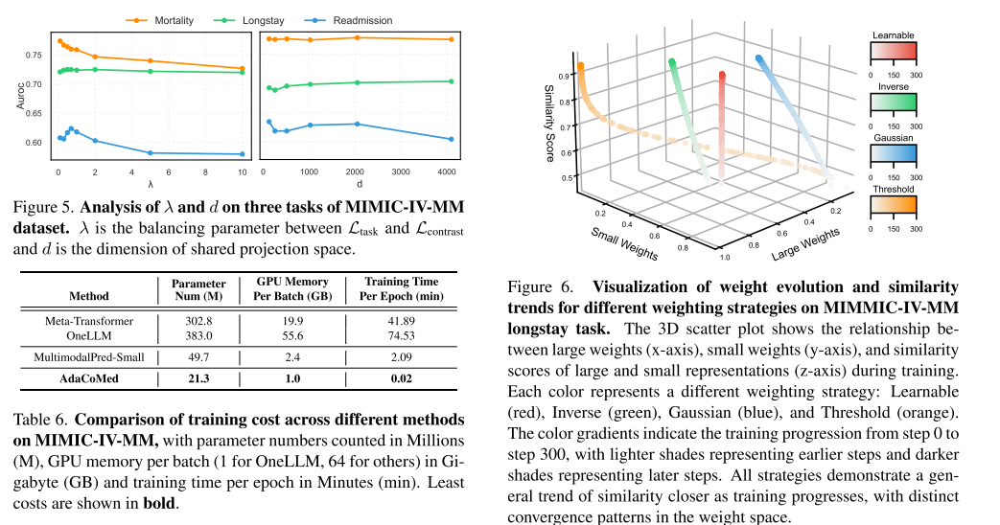 Mortality Longstay Readmission
Auroc
0.75
0.70
0.65
0.60
0 2 4 6 8 10
λ
0 1000 2000 3000 4000
d
Figure 5. Analysis of λ and d on three tasks of MIMIC-IV-MM
dataset. λ is the balancing parameter between Ltask and Lcontrast
and d is the dimension of shared projection space.
Method Parameter Num (M) GPU Memory Per Batch (GB) Training Time Per Epoch (min)
Meta-Transformer 302.8 19.9 41.89
OneLLM 383.0 55.6 74.53
MultimodalPred-Small 49.7 2.4 2.09
AdaCoMed 21.3 1.0 0.02
Table 6. Comparison of training cost across different methods
on MIMIC-IV-MM, with parameter numbers counted in Millions
(M), GPU memory per batch (1 for OneLLM, 64 for others) in Gi-
gabyte (GB) and training time per epoch in Minutes (min). Least
costs are shown in bold.
Similarity Score
0.9
0.8
0.7
0.6
0.5
0.2 0.4 0.6 0.8 1.0
Small Weights
0.8 0.6 0.4 0.2
Large Weights
Learnable
0 150 300
Inverse
0 150 300
Gaussian
0 150 300
Threshold
0 150 300
Figure 6. Visualization of weight evolution and similarity
trends for different weighting strategies on MIMMIC-IV-MM
longstay task. The 3D scatter plot shows the relationship be-
tween large weights (x-axis), small weights (y-axis), and similarity
scores of large and small representations (z-axis) during training.
Each color represents a different weighting strategy: Learnable
(red), Inverse (green), Gaussian (blue), and Threshold (orange).
The color gradients indicate the training progression from step 0 to
step 300, with lighter shades representing earlier steps and darker
shades representing later steps. All strategies demonstrate a gen-
eral trend of similarity closer as training progresses, with distinct
convergence patterns in the weight space.